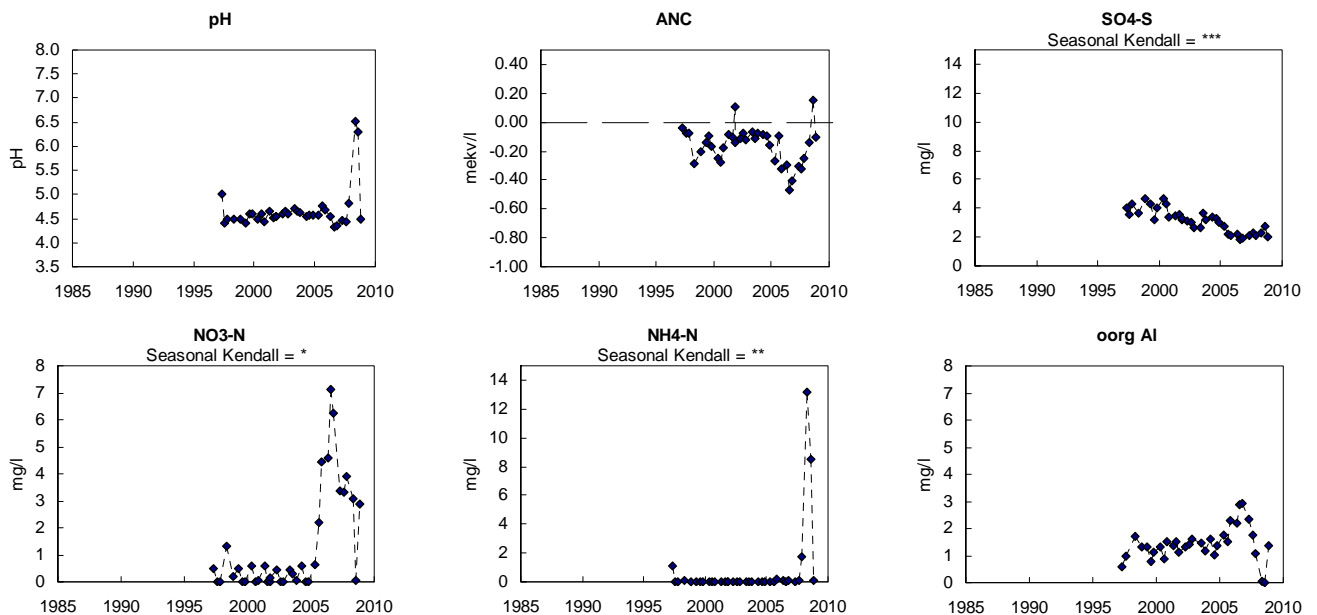 pH
8.0
7.5
7.0
6.5
6.0
5.5
5.0
4.5
4.0
3.5
pH
1985 1990 1995 2000 2005 2010
ANC
0.40
0.20
0.00
-0.20
-0.40
-0.60
-0.80
-1.00
mekv/l
1985 1990 1995 2000 2005 2010
SO4-S
Seasonal Kendall = ***
14
12
10
8
6
4
2
0
mg/l
1985 1990 1995 2000 2005 2010
NO3-N
Seasonal Kendall = *
8
7
6
5
4
3
2
1
0
mg/l
1985 1990 1995 2000 2005 2010
NH4-N
Seasonal Kendall = **
14
12
10
8
6
4
2
0
mg/l
1985 1990 1995 2000 2005 2010
oorg Al
8
7
6
5
4
3
2
1
0
mg/l
1985 1990 1995 2000 2005 2010